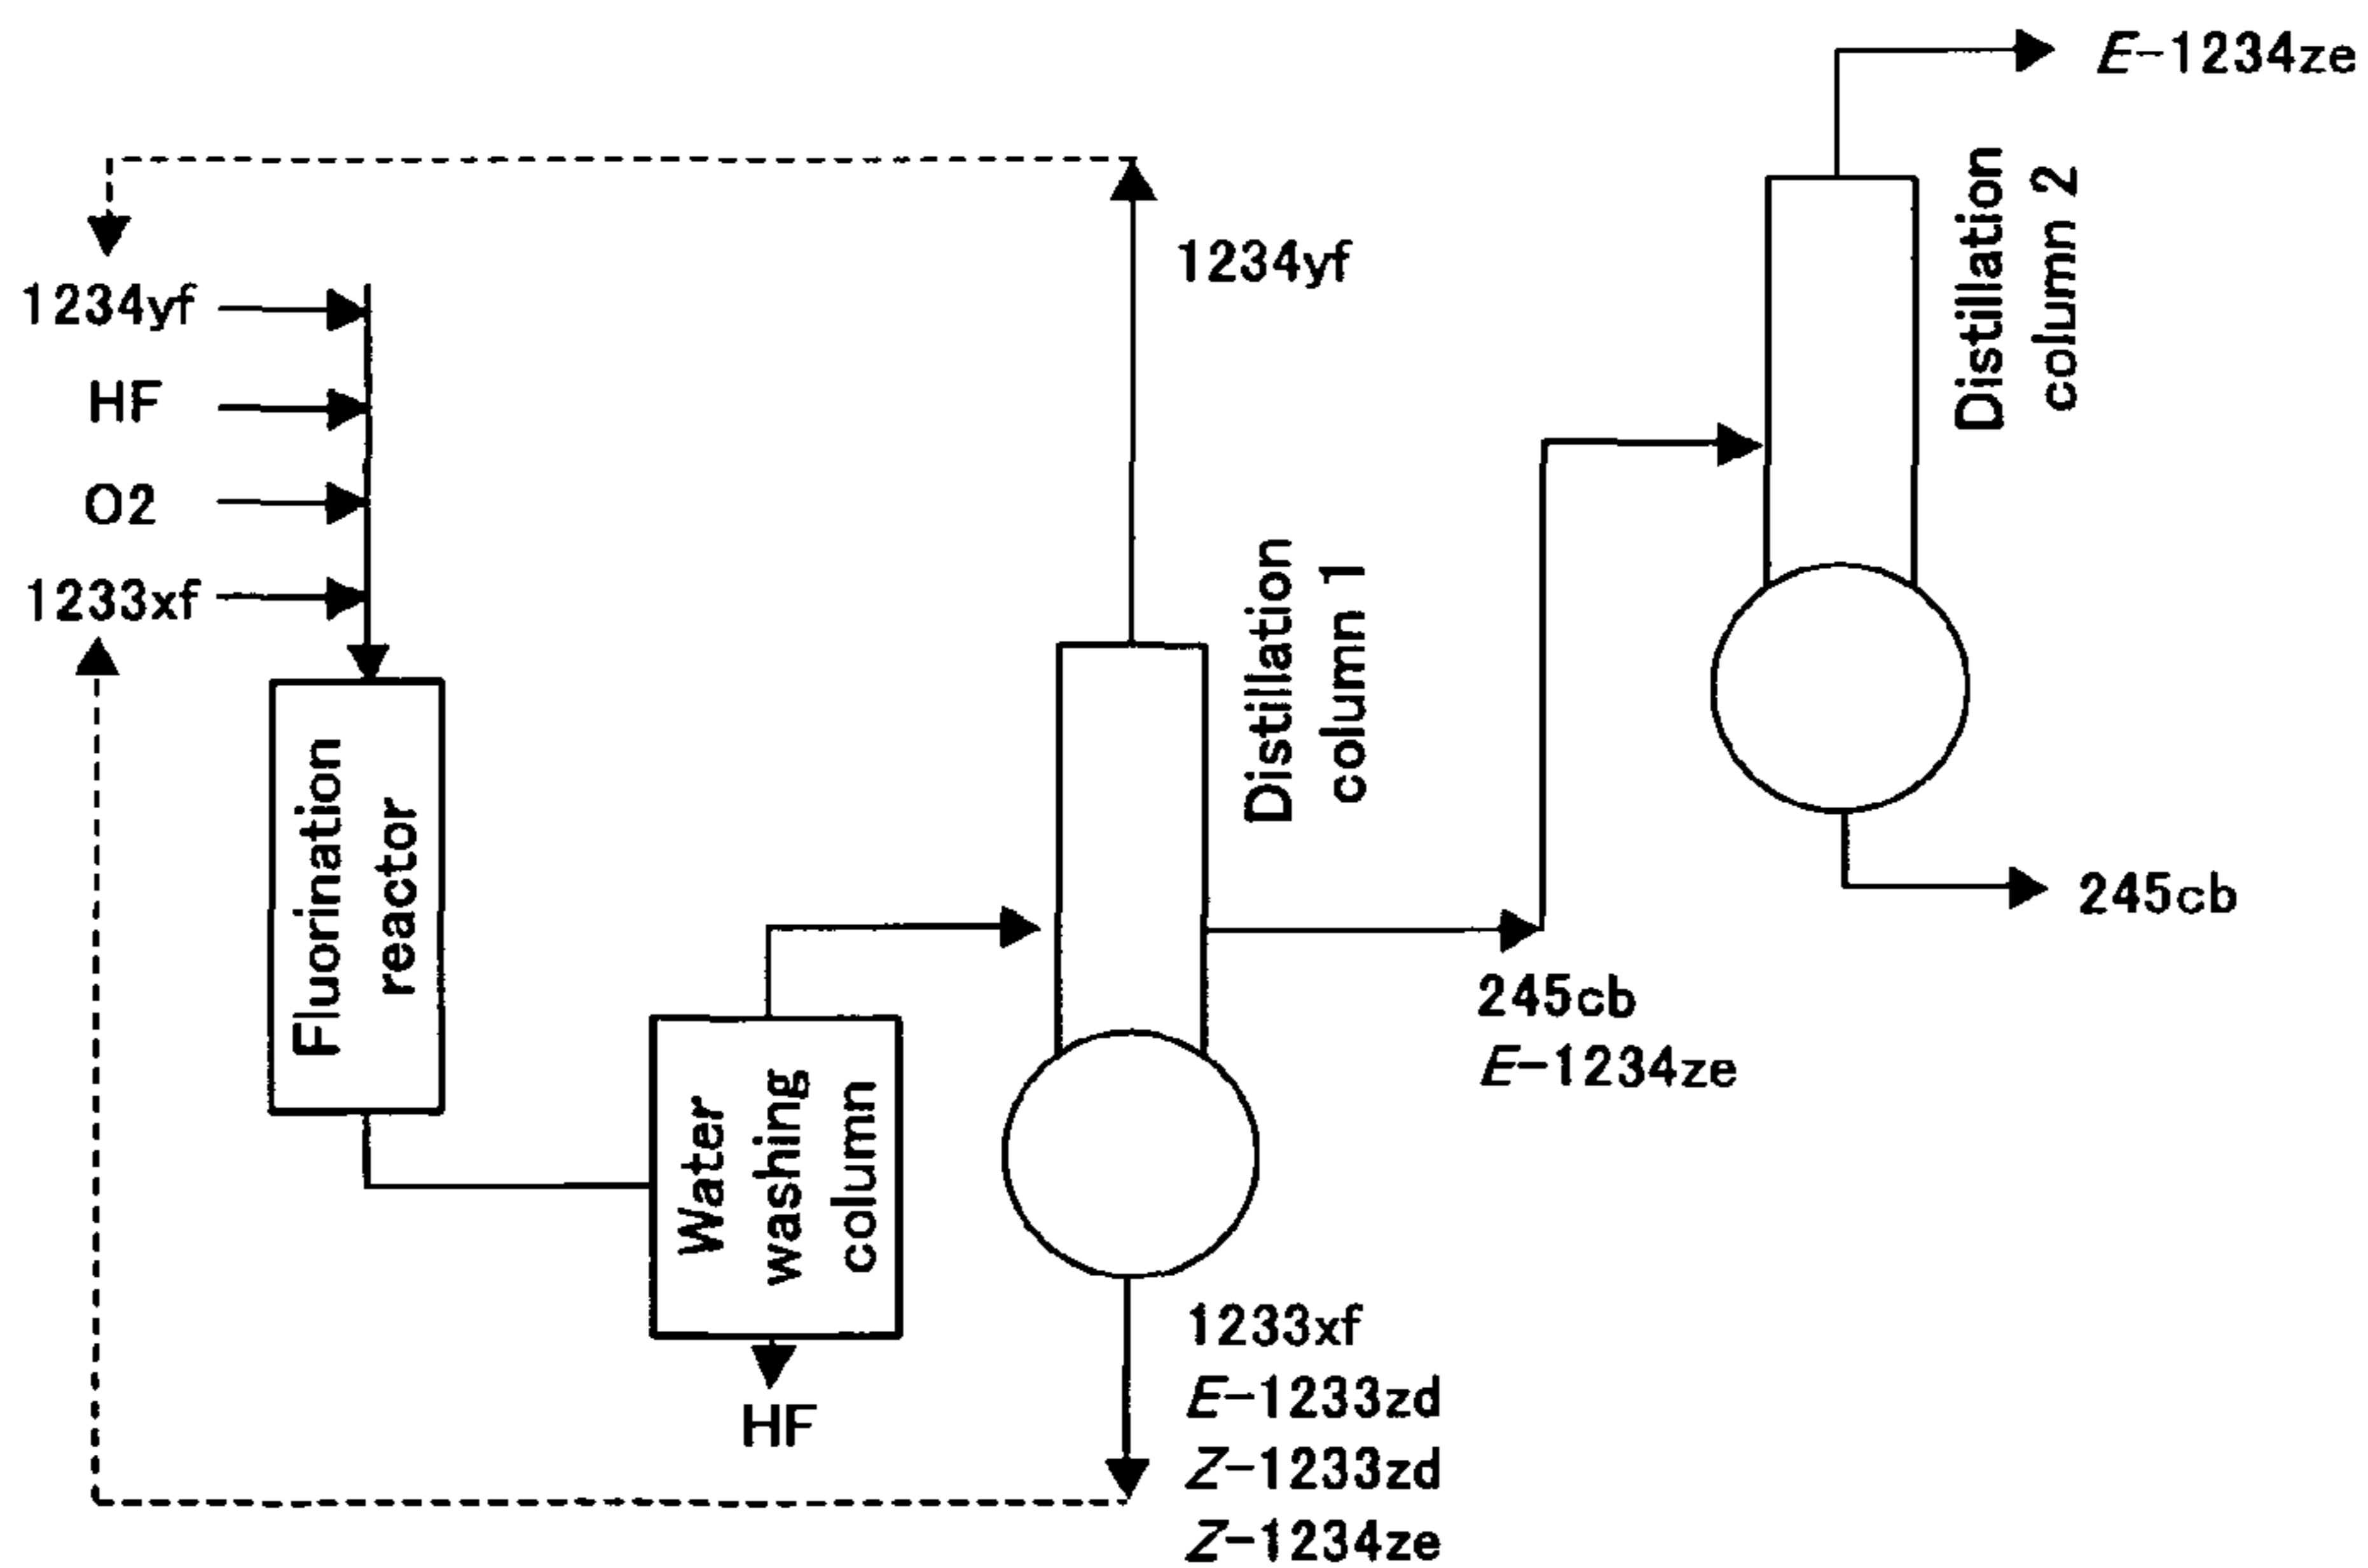 E-1234ze
Distillation
column 2
1234yf
1234yf
HF
O2
1233xf
Distillation
column 1
Fluorination
reactor
245cb
245cb
E-1234ze
Water
washing
column
HF
1233xf
E-1233zd
Z-1233zd
Z-1234ze